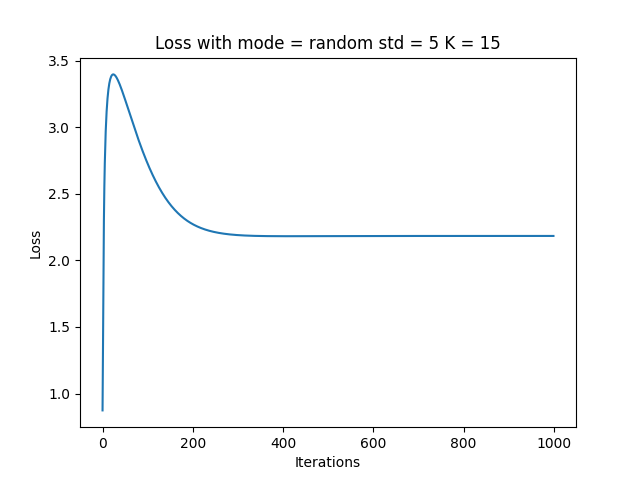 Loss with mode = random std = 5 K = 15
3.5
3.0
2.5
2.0
1.5
1.0
Loss
0 200 400 600 800 1000
Iterations